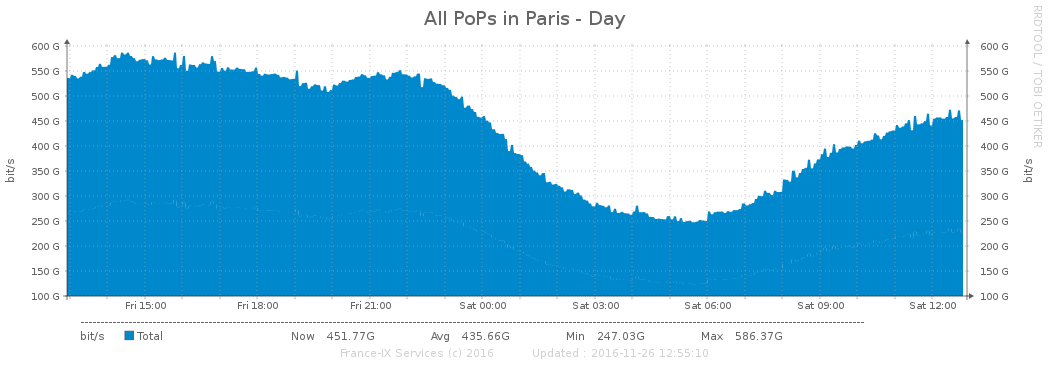 All PoPs in Paris - Day
RRDTOOL / TOBI OETIKER
600 G 600 G
550 G 550 G
500 G 500 G
450 G 450 G
400 G 400 G
350 G 350 G
300 G 300 G
250 G 250 G
200 G 200 G
150 G 150 G
100 G 100 G
bit/s bit/s
Fri 15:00 Fri 18:00 Fri 21:00 Sat 00:00 Sat 03:00 Sat 06:00 Sat 09:00 Sat 12:00
bit/s Total Now 451.77G Avg 435.66G Min 247.03G Max 586.37G
France-IX Services (c) 2016 Updated : 2016-11-26 12:55:10